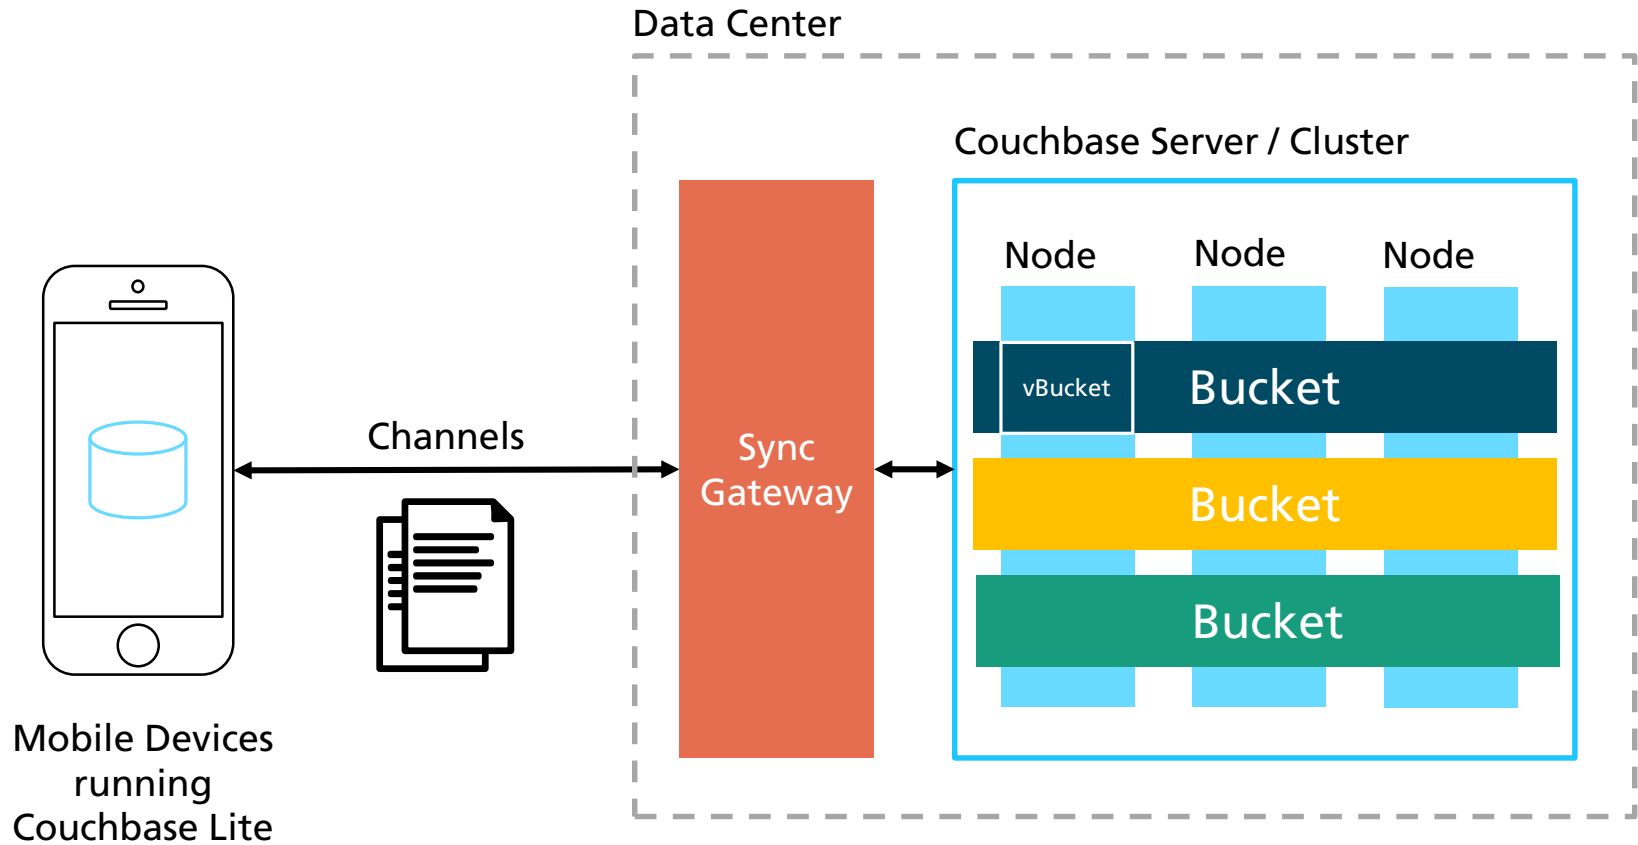 Data Center
Couchbase Server / Cluster
Node
Node
Node
vBucket
Bucket
Channels
Sync
Gateway
Bucket
Bucket
Mobile Devices
running
Couchbase Lite